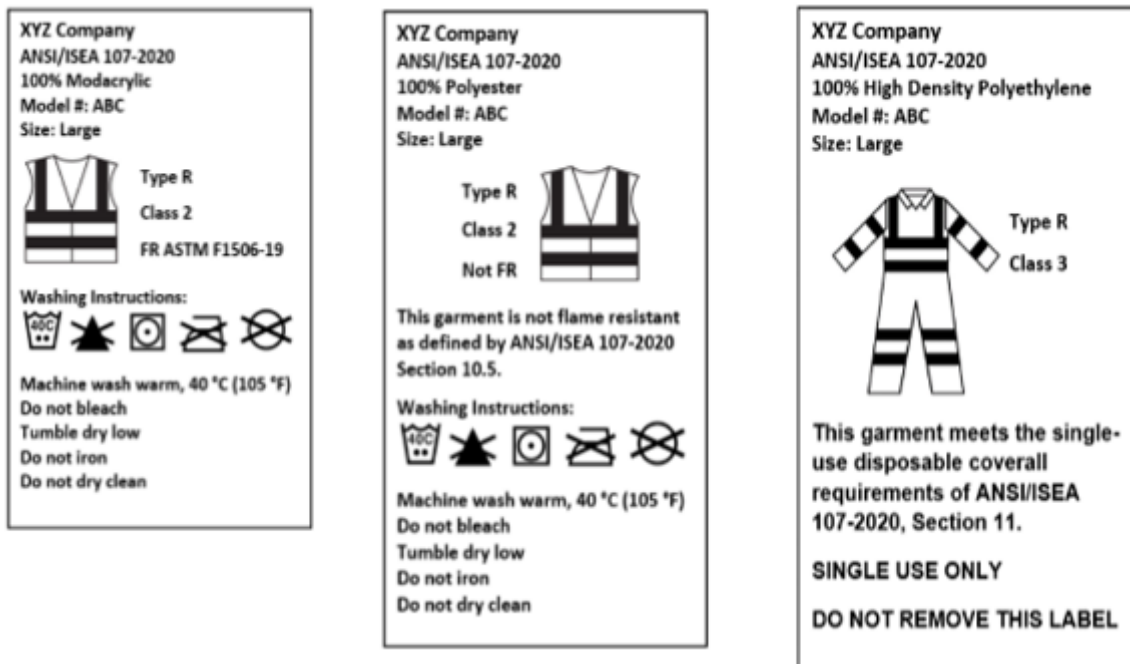 XYZ Company
ANSI/ISEA 107-2020
100% Modacrylic
Model #: ABC
Size: Large
Type R
Class 2
FR ASTM F1506-19
Washing Instructions:
40C
Machine wash warm, 40 °C (105 °F)
Do not bleach
Tumble dry low
Do not iron
Do not dry clean
XYZ Company
ANSI/ISEA 107-2020
100% Polyester
Model #: ABC
Size: Large
Type R
Class 2
Not FR
This garment is not flame resistant
as defined by ANSI/ISEA 107-2020
Section 10.5.
Washing Instructions:
40C
Machine wash warm, 40 °C (105 °F)
Do not bleach
Tumble dry low
Do not iron
Do not dry clean
XYZ Company
ANSI/ISEA 107-2020
100% High Density Polyethylene
Model #: ABC
Size: Large
Type R
Class 3
This garment meets the single-
use disposable coverall
requirements of ANSI/ISEA
107-2020, Section 11.
SINGLE USE ONLY
DO NOT REMOVE THIS LABEL